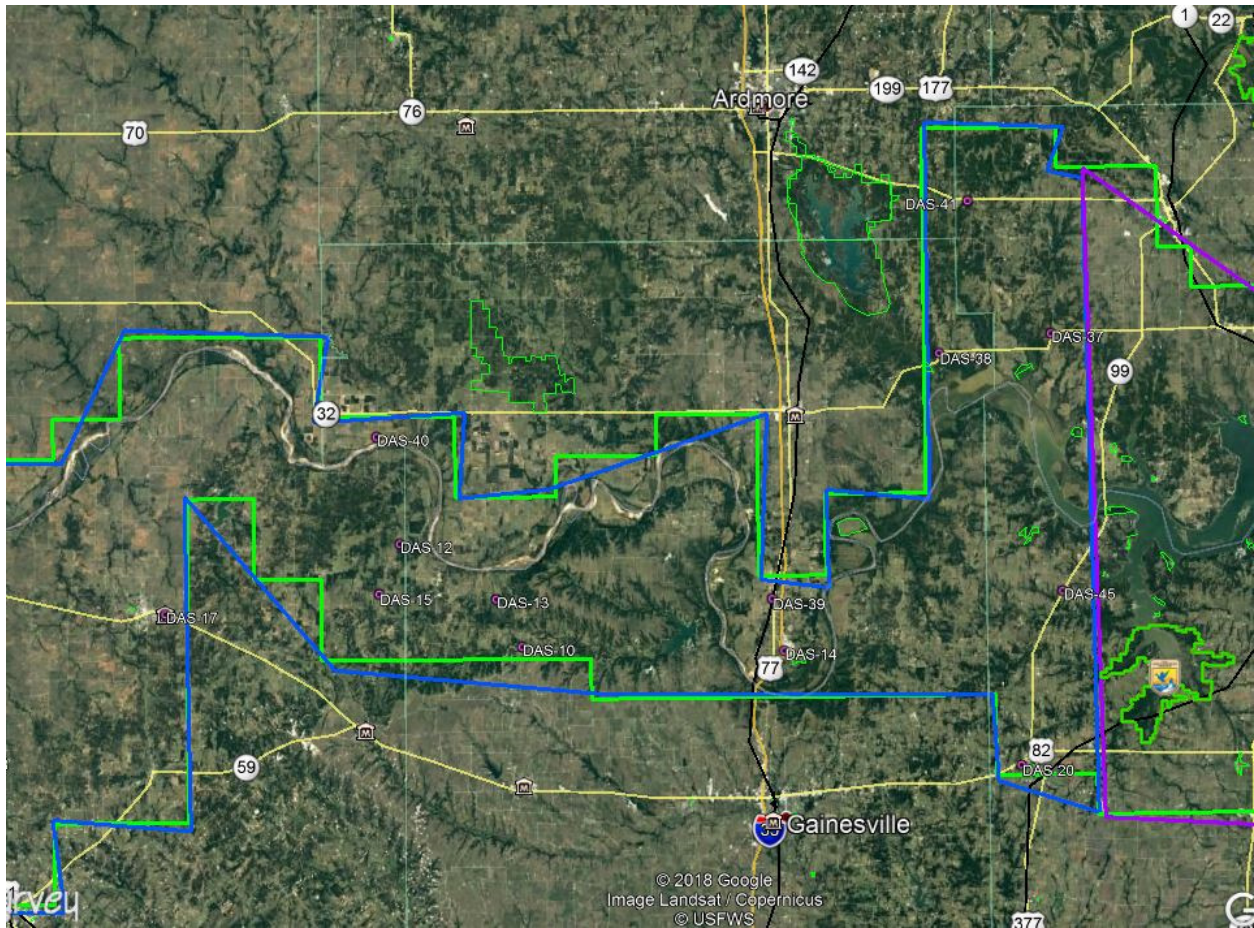 1
22
142
Ardmore
199
177
76
70
DAS-41
DAS-37
DAS-38
99
32
DAS-40
DAS-12
DAS-15
DAS-13
DAS-39
DAS-45
DAS-17
DAS-10
DAS-14
77
82
DAS-20
59
Gainesville
© 2018 Google
Image Landsat / Copernicus
© USFWS
377